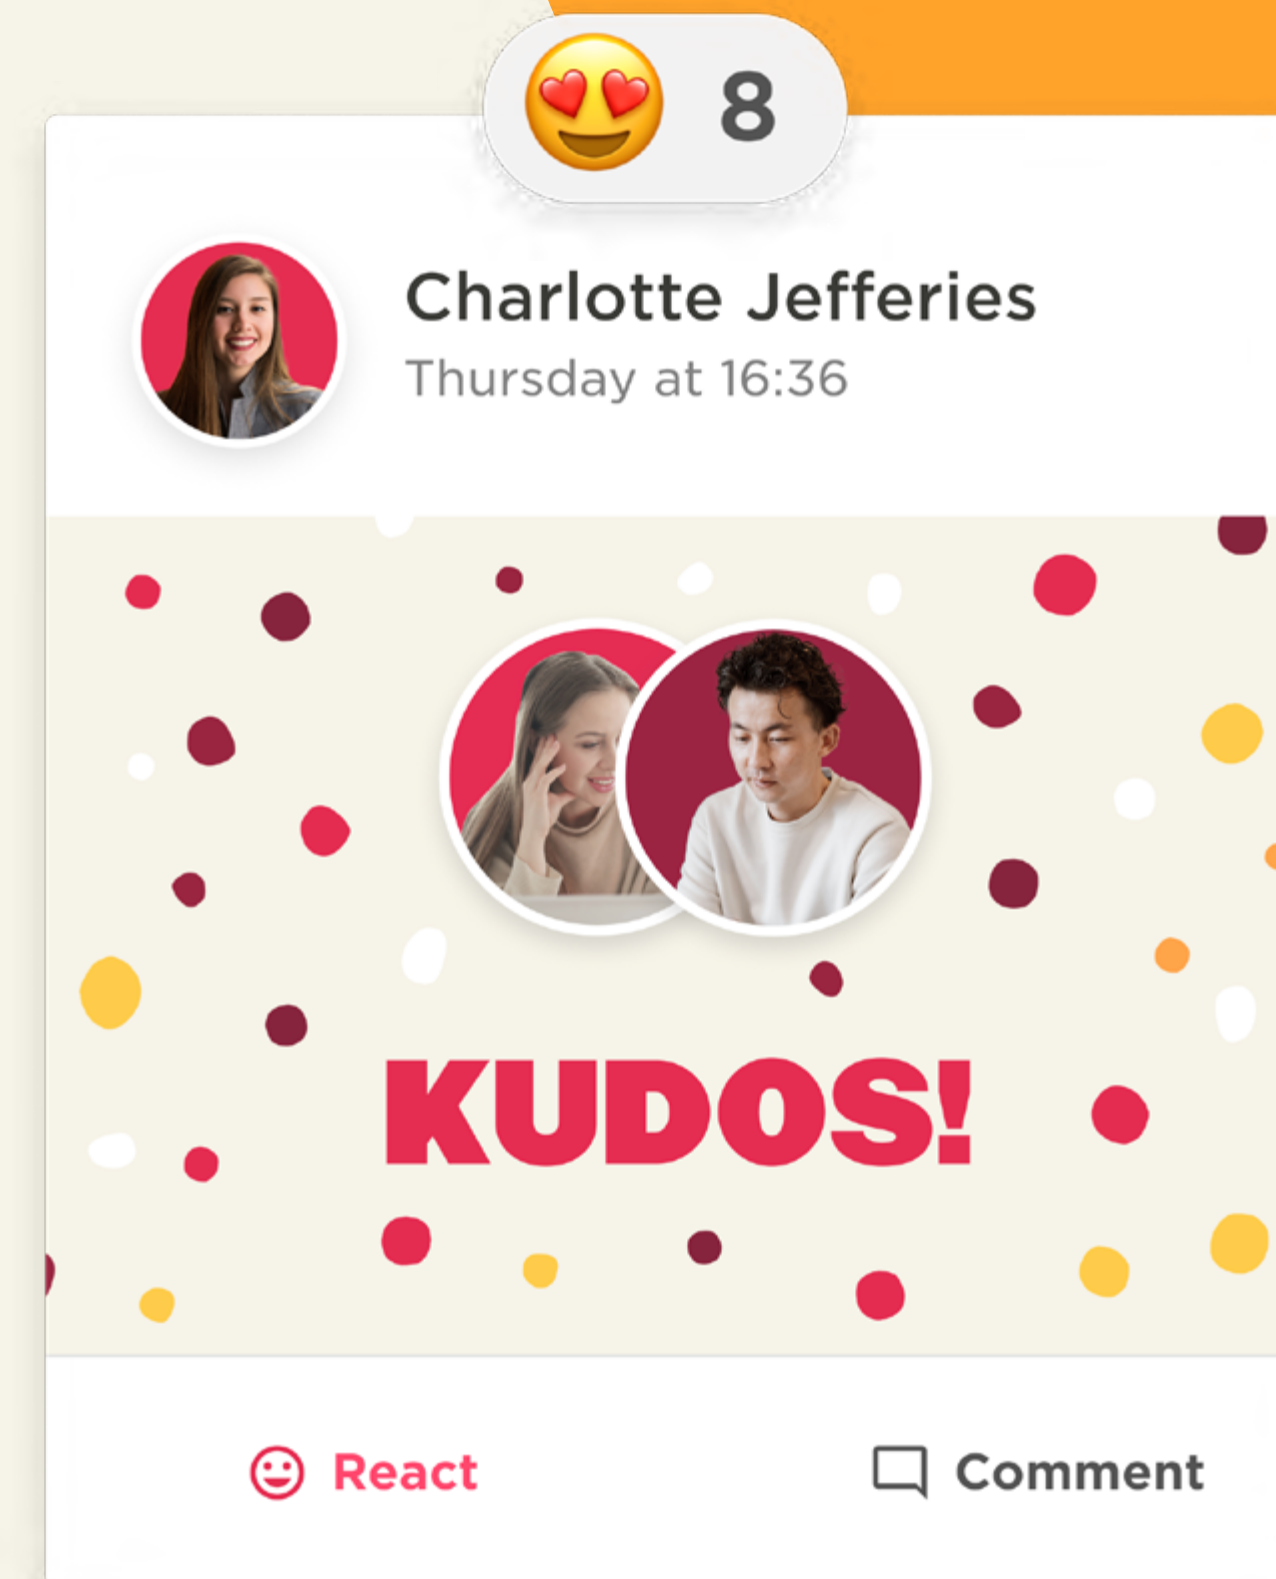 8
Charlotte Jefferies
Thursday at 16:36
KUDOS!
React
Comment